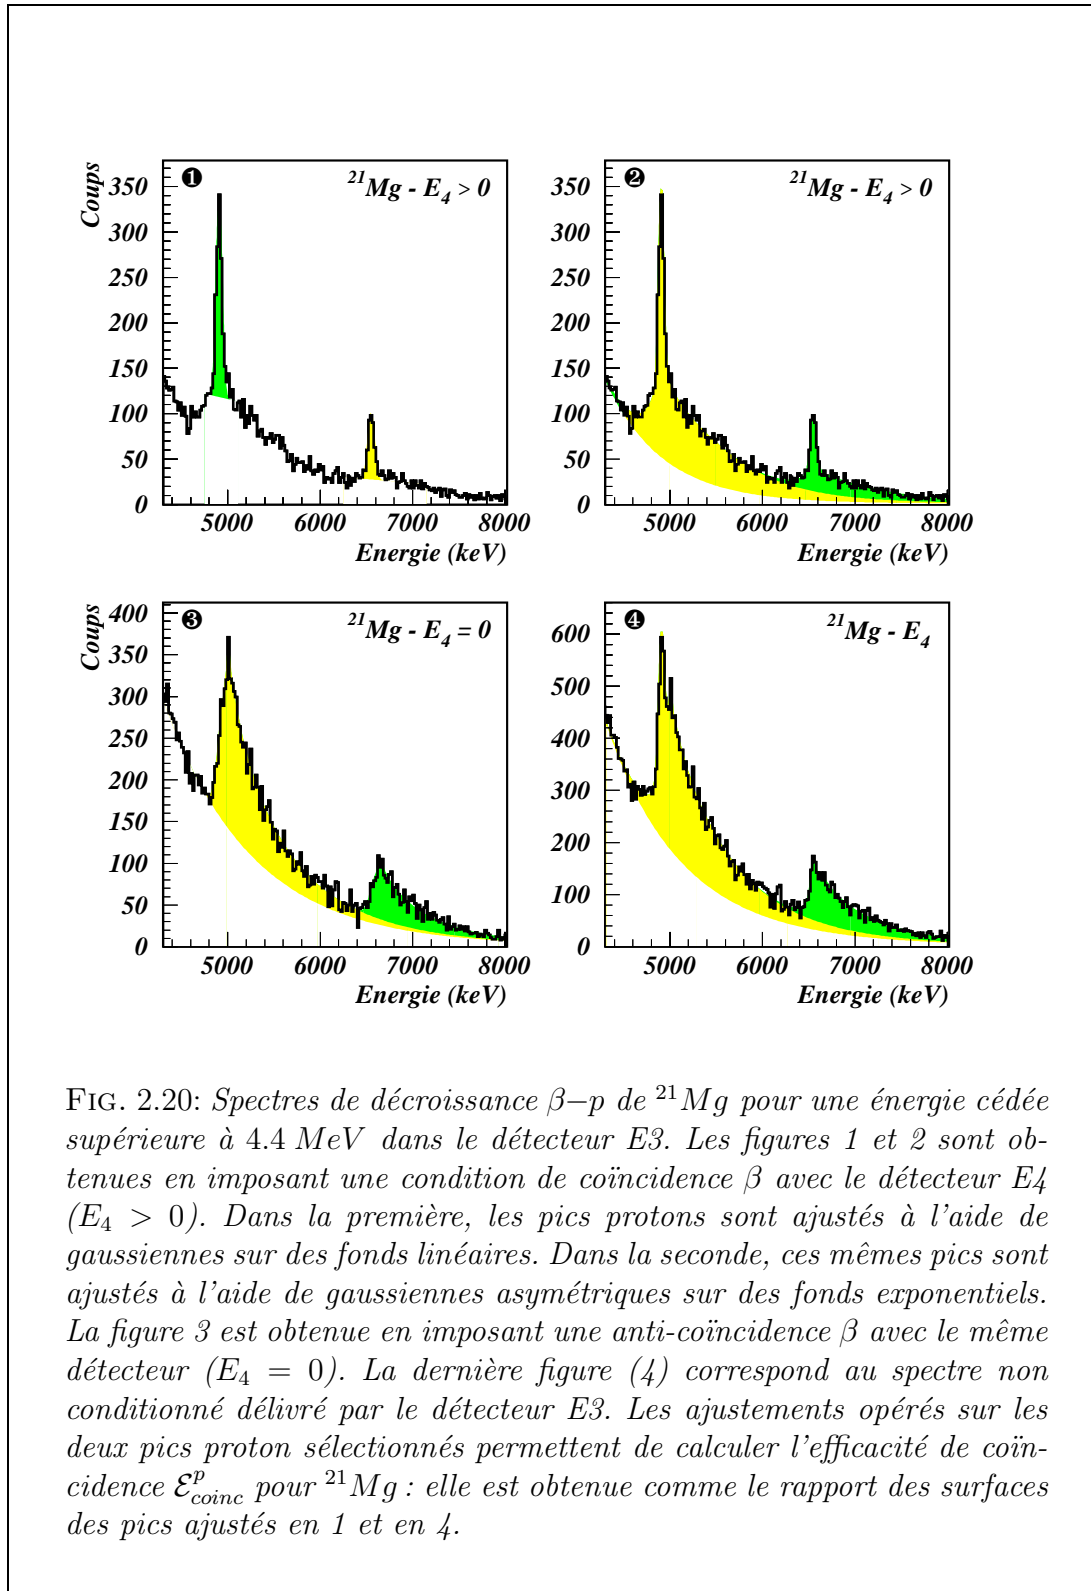 Coups
350
300
250
200
150
100
50
0
❶
²¹Mg - E₄ > 0
5000 6000 7000 8000
Energie (keV)
350
300
250
200
150
100
50
0
❷
²¹Mg - E₄ > 0
5000 6000 7000 8000
Energie (keV)
Coups
400
350
300
250
200
150
100
50
0
❸
²¹Mg - E₄ = 0
5000 6000 7000 8000
Energie (keV)
600
500
400
300
200
100
0
❹
²¹Mg - E₄
5000 6000 7000 8000
Energie (keV)
FIG. 2.20: Spectres de décroissance β−p de ²¹Mg pour une énergie cédée
supérieure à 4.4 MeV dans le détecteur E3. Les figures 1 et 2 sont ob-
tenues en imposant une condition de coïncidence β avec le détecteur E4
(E₄ > 0). Dans la première, les pics protons sont ajustés à l'aide de
gaussiennes sur des fonds linéaires. Dans la seconde, ces mêmes pics sont
ajustés à l'aide de gaussiennes asymétriques sur des fonds exponentiels.
La figure 3 est obtenue en imposant une anti-coïncidence β avec le même
détecteur (E₄ = 0). La dernière figure (4) correspond au spectre non
conditionné délivré par le détecteur E3. Les ajustements opérés sur les
deux pics proton sélectionnés permettent de calculer l'efficacité de coïn-
cidence ℰᵖcoinc pour ²¹Mg : elle est obtenue comme le rapport des surfaces
des pics ajustés en 1 et en 4.